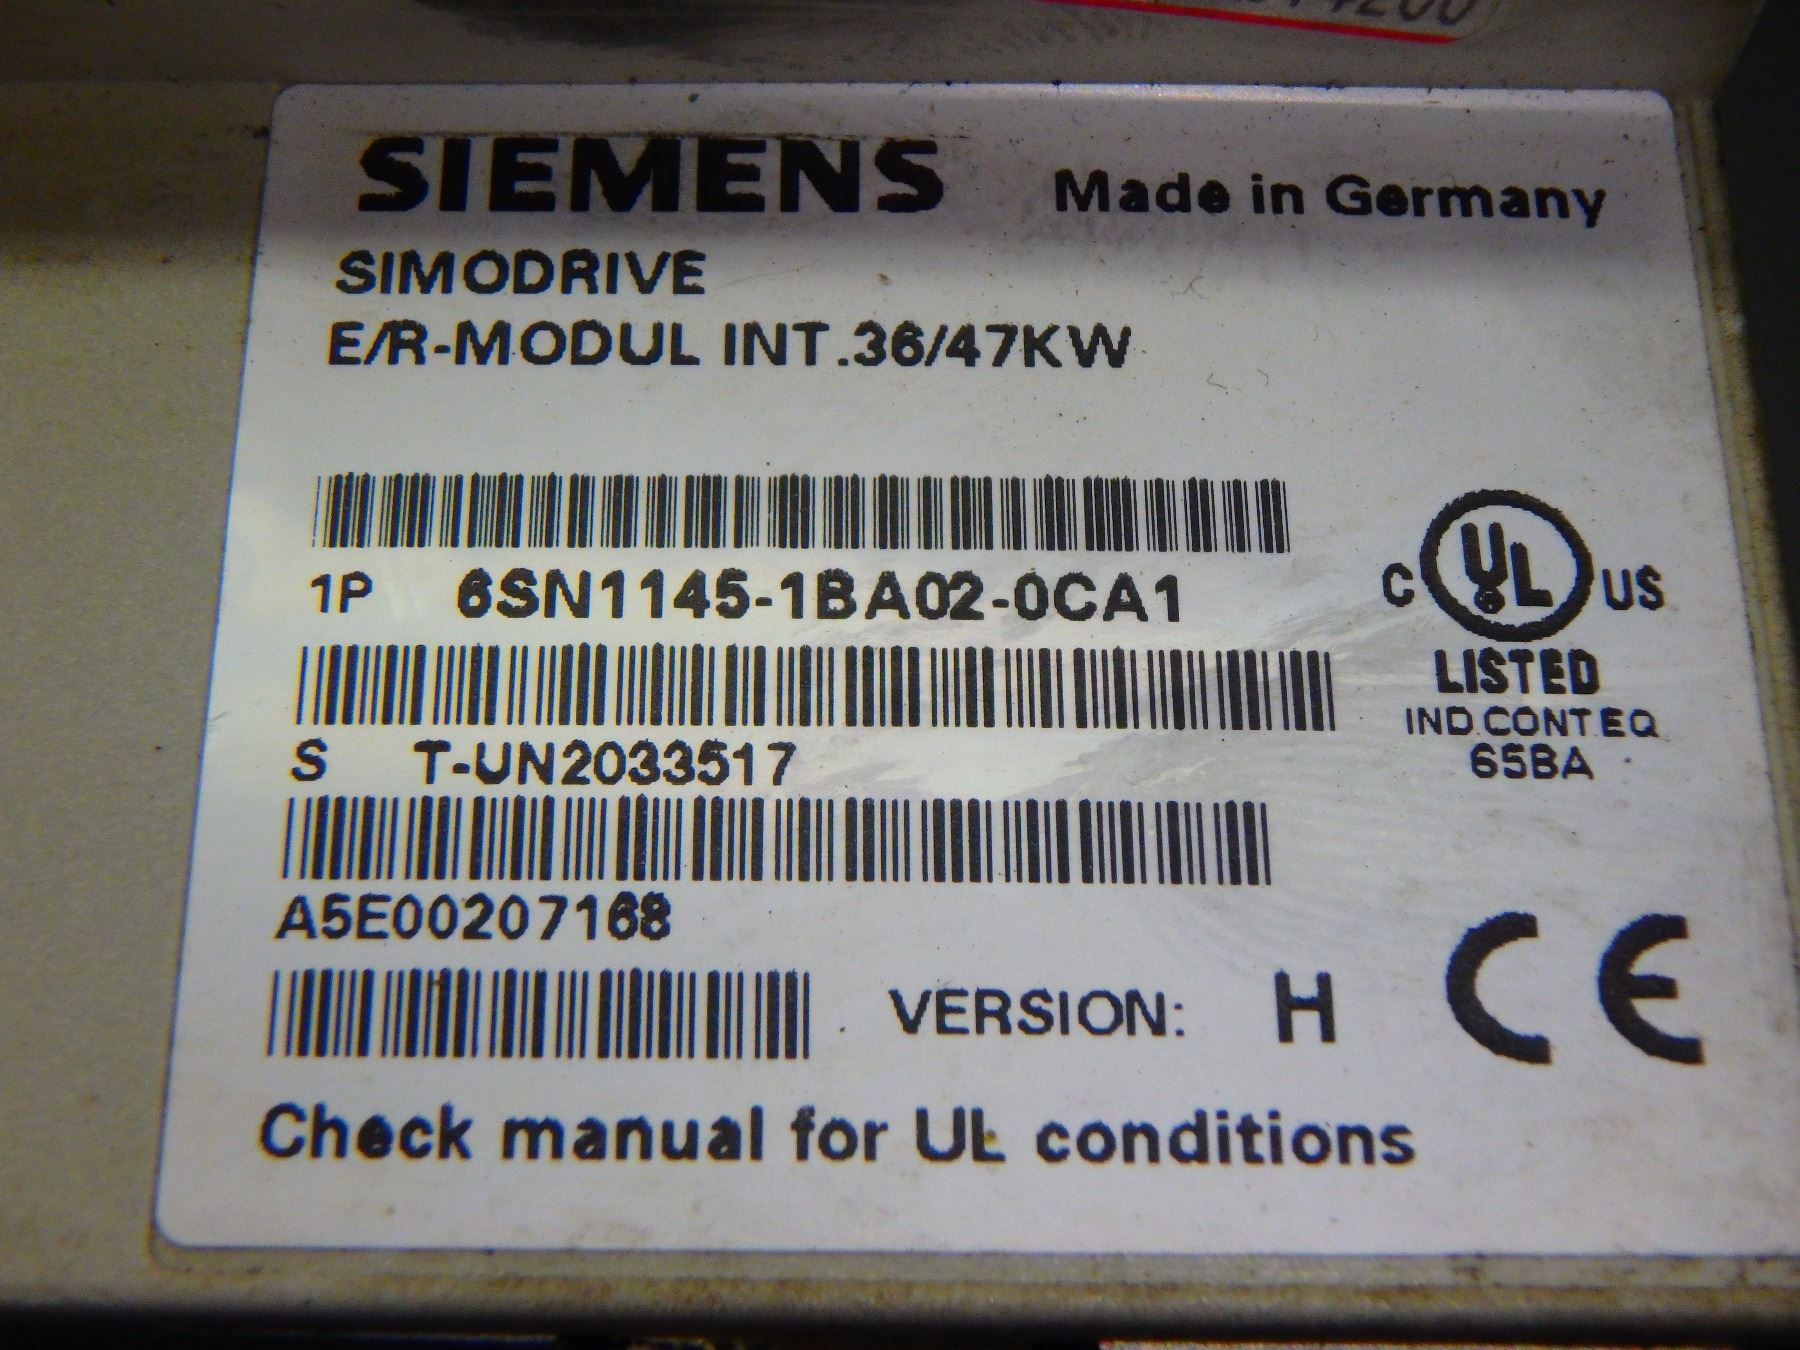 SIEMENS Made in Germany
SIMODRIVE
E/R-MODUL INT.36/47KW
1P 6SN1145-1BA02-0CA1
C UL US
LISTED
IND.CONT.EQ.
65BA
S T-UN2033517
A5E00207168
VERSION: H CE
Check manual for UL conditions